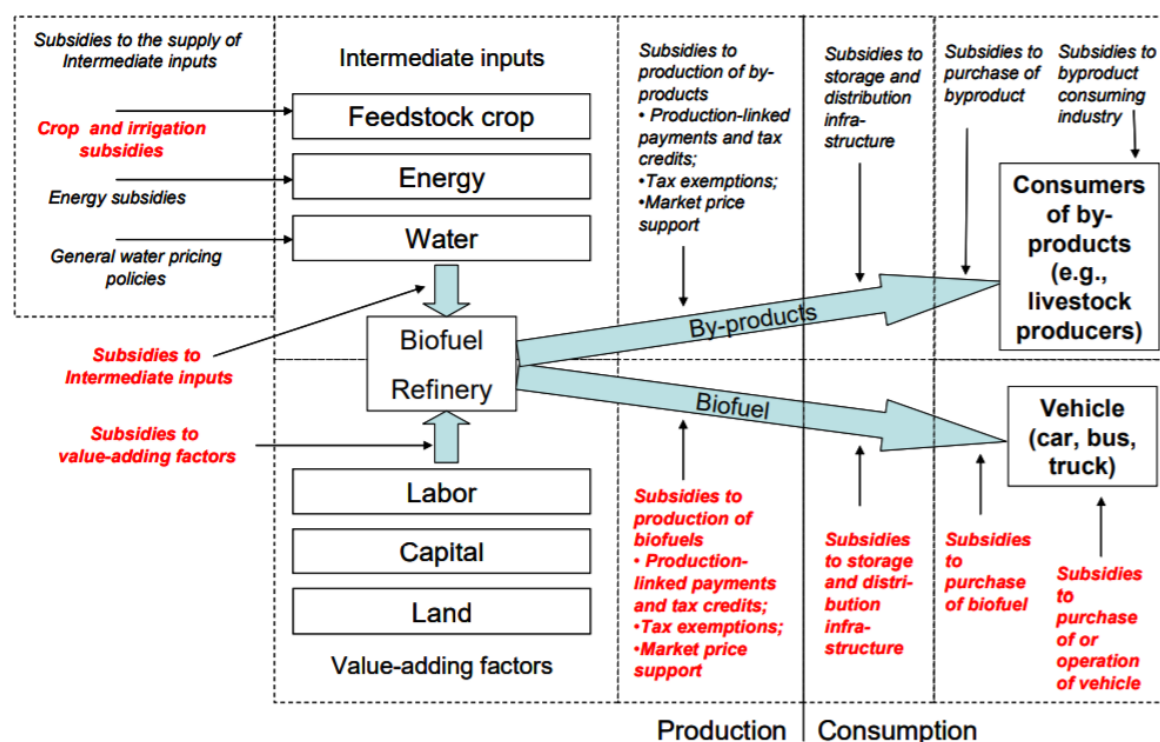 Subsidies to the supply of
Intermediate inputs
Crop and irrigation
subsidies
Energy subsidies
General water pricing
policies
Subsidies to
Intermediate inputs
Subsidies to
value-adding factors
Intermediate inputs
Feedstock crop
Energy
Water
Biofuel
Refinery
Labor
Capital
Land
Value-adding factors
Subsidies to
production of by-
products
• Production-linked
payments and tax
credits;
•Tax exemptions;
•Market price
support
Subsidies to
storage and
distribution
infra-
structure
Subsidies to
purchase of
byproduct
Subsidies to
byproduct
consuming
industry
By-products
Consumers
of by-
products
(e.g.,
livestock
producers)
Biofuel
Vehicle
(car, bus,
truck)
Subsidies to
production of
biofuels
• Production-
linked payments
and tax credits;
•Tax exemptions;
•Market price
support
Subsidies
to storage
and distri-
bution
infra-
structure
Subsidies
to
purchase
of biofuel
Subsidies
to
purchase
of or
operation
of vehicle
Production
Consumption